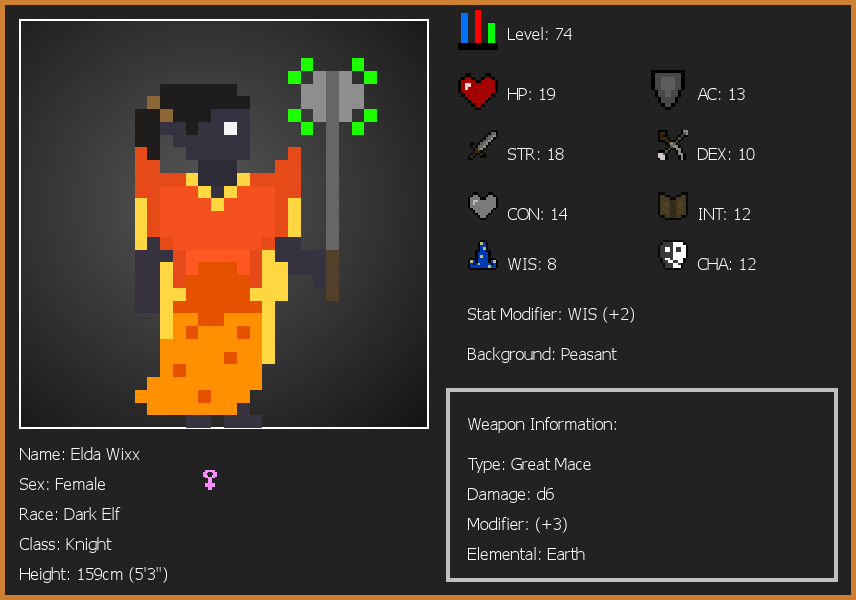 Level: 74
HP: 19
AC: 13
STR: 18
DEX: 10
CON: 14
INT: 12
WIS: 8
CHA: 12
Stat Modifier: WIS (+2)
Background: Peasant
Weapon Information:
Type: Great Mace
Damage: d6
Modifier: (+3)
Elemental: Earth
Name: Elda Wixx
Sex: Female
Race: Dark Elf
Class: Knight
Height: 159cm (5'3")